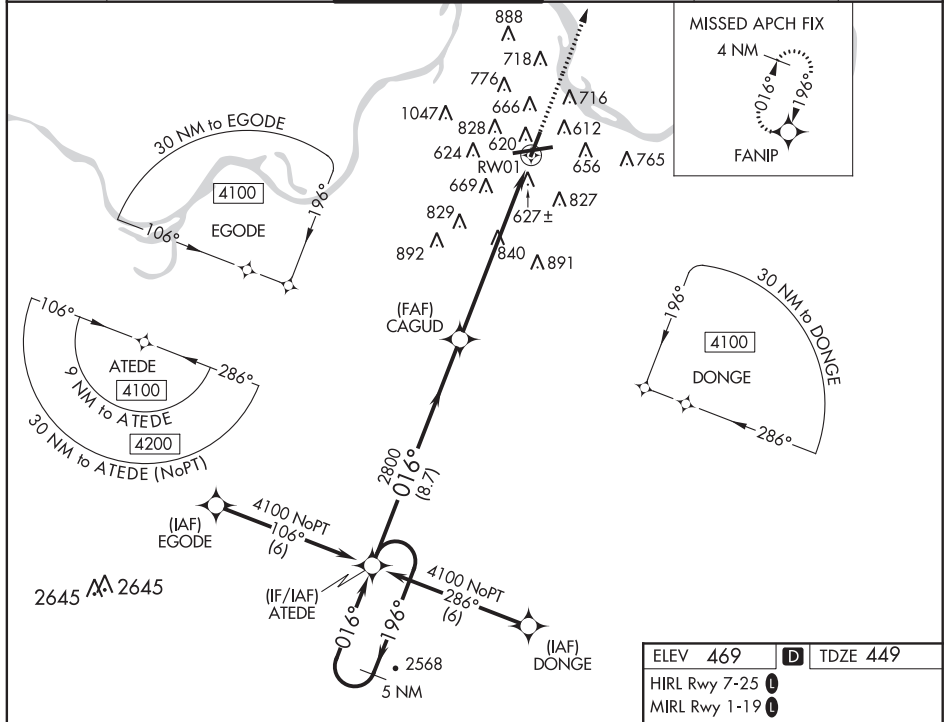 888
718
776
666
716
1047
828
620
612
624
656
765
RW01
669
827
627±
829
892
840
891
MISSED APCH FIX
4 NM
016°
196°
FANIP
30 NM to EGODE
4100
196°
106°
EGODE
106°
ATEDE
4100
286°
9 NM to ATEDE
4200
30 NM to ATEDE (NoPT)
(FAF)
CAGUD
196°
30 NM to DONGE
4100
DONGE
286°
2800
016°
(8.7)
(IAF)
EGODE
4100 NoPT
106°
(6)
2645
2645
(IF/IAF)
ATEDE
4100 NoPT
286°
(6)
(IAF)
DONGE
016°
196°
2568
5 NM
ELEV 469 D TDZE 449
HIRL Rwy 7-25 L
MIRL Rwy 1-19 L